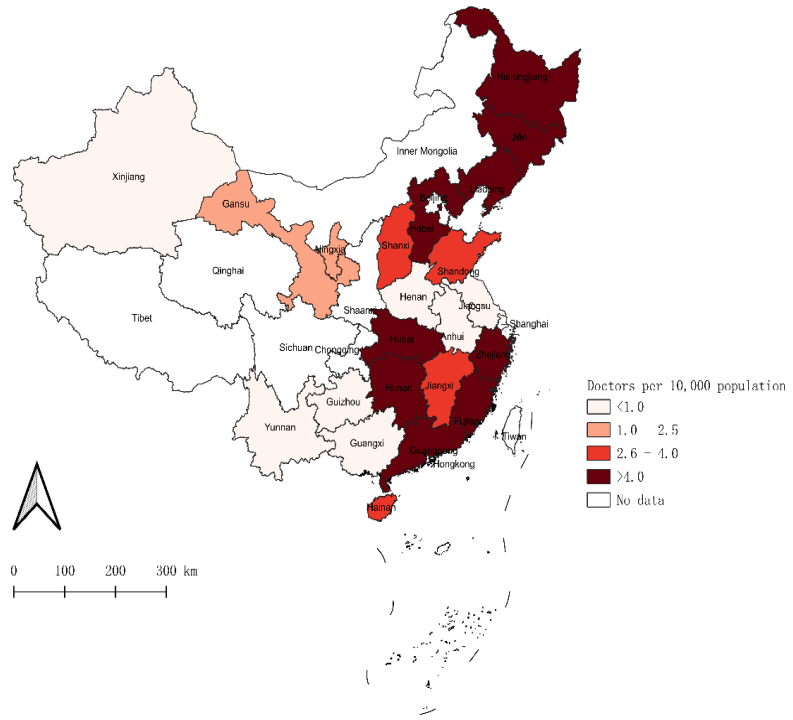 Heilongjiang
Jilin
Inner Mongolia
Xinjiang
Liaoning
Beijing
Gansu
Hebei
Shanxi
Ningxia
Shandong
Qinghai
Henan
Jiangsu
Shaanxi
Tibet
Shanghai
Anhui
Hubei
Sichuan
Chongqing
Zhejiang
Hunan
Jiangxi
Guizhou
Fujian
Yunnan
Guangxi
Tiwan
Guangdong
Hongkong
Hainan
Doctors per 10,000 population
<1.0
1.0 2.5
2.6 - 4.0
>4.0
No data
0 100 200 300 km